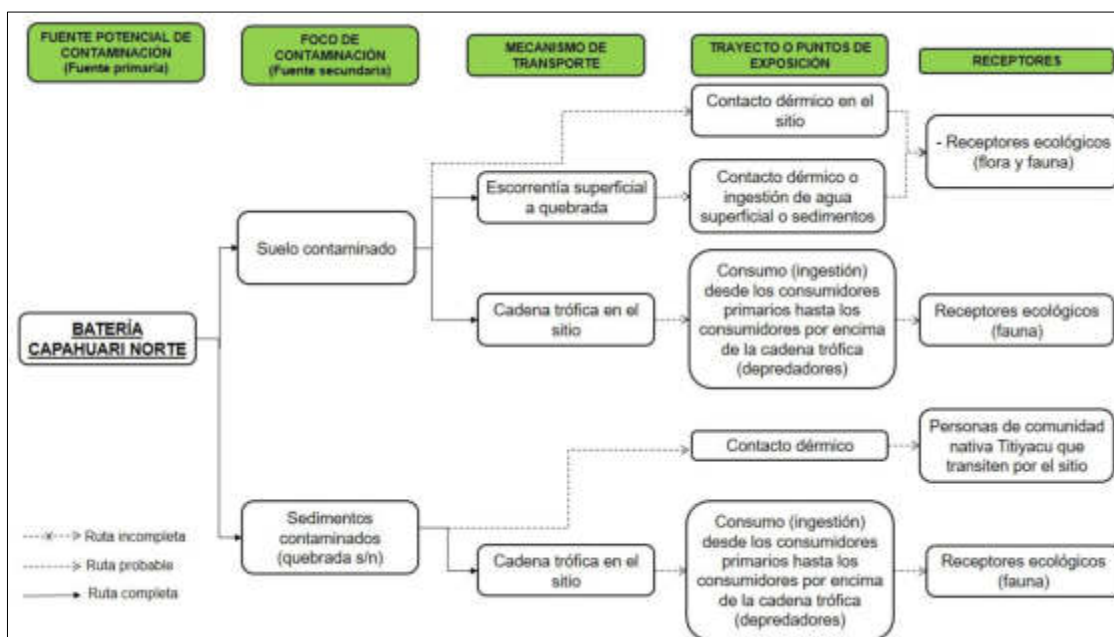 FUENTE POTENCIAL DE
CONTAMINACIÓN
(Fuente primaria)
FOCO DE
CONTAMINACIÓN
(Fuente secundaria)
MECANISMO DE
TRANSPORTE
TRAYECTO O PUNTOS DE
EXPOSICIÓN
RECEPTORES
Contacto dérmico en el
sitio
- Receptores ecológicos
(flora y fauna)
Escorrentía superficial
a quebrada
Contacto dérmico o
ingestión de agua
superficial o sedimentos
Suelo contaminado
Cadena trófica en el
sitio
Consumo (ingestión)
desde los consumidores
primarios hasta los
consumidores por encima
de la cadena trófica
(depredadores)
Receptores ecológicos
(fauna)
BATERÍA
CAPAHUARI NORTE
Contacto dérmico
Personas de comunidad
nativa Titiyacu que
transiten por el sitio
Sedimentos
contaminados
(quebrada s/n)
Cadena trófica en el
sitio
Consumo (ingestión)
desde los consumidores
primarios hasta los
consumidores por encima
de la cadena trófica
(depredadores)
Receptores ecológicos
(fauna)
Ruta incompleta
Ruta probable
Ruta completa